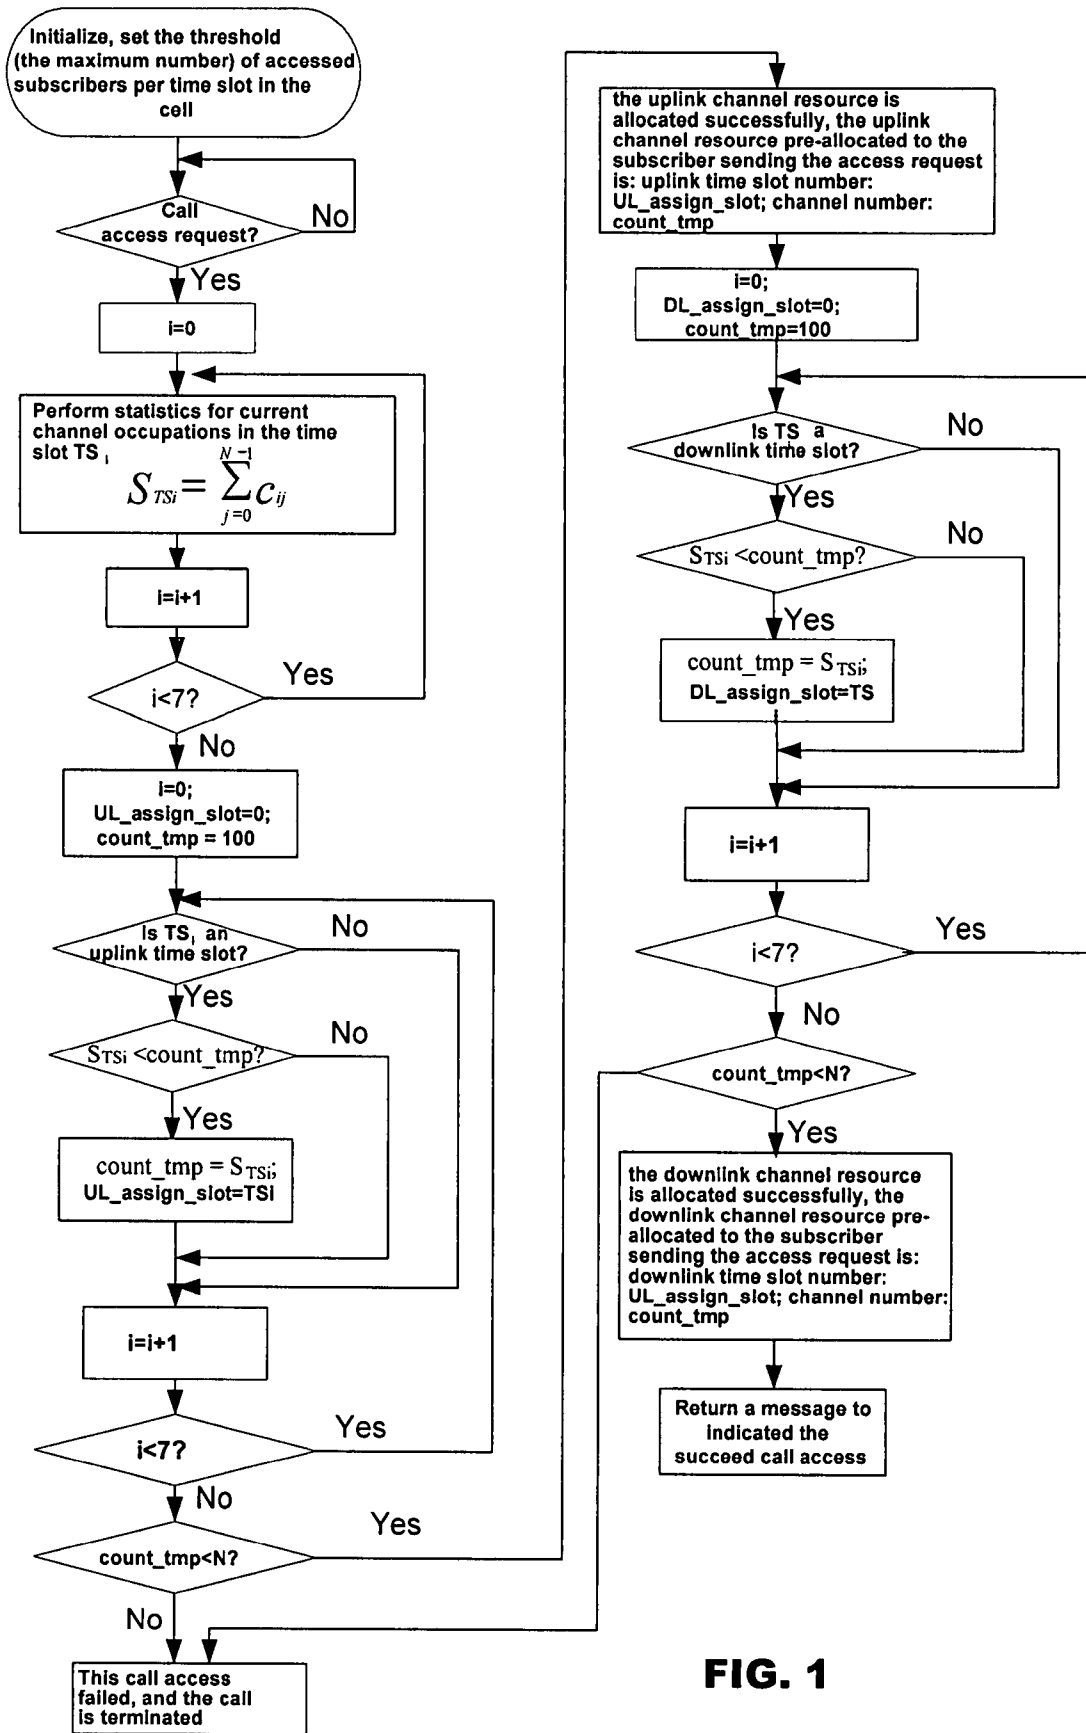 Initialize, set the threshold
(the maximum number) of accessed
subscribers per time slot in the
cell
Call
access request?
No
Yes
i=0
Perform statistics for current
channel occupations in the time
slot TS i
S TSi = ∑ N-1 j=0 c ij
i=i+1
i<7?
Yes
No
i=0;
UL_assign_slot=0;
count_tmp = 100
Is TS i an
uplink time slot?
No
Yes
STSi <count_tmp?
No
Yes
count_tmp = STSi;
UL_assign_slot=TSi
i=i+1
i<7?
Yes
No
count_tmp<N?
Yes
No
This call access
failed, and the call
is terminated
the uplink channel resource is
allocated successfully, the uplink
channel resource pre-allocated to the
subscriber sending the access request
is: uplink time slot number:
UL_assign_slot; channel number:
count_tmp
i=0;
DL_assign_slot=0;
count_tmp=100
Is TS i a
downlink time slot?
No
Yes
STSi <count_tmp?
No
Yes
count_tmp = STSi;
DL_assign_slot=TS
i=i+1
i<7?
Yes
No
count_tmp<N?
Yes
the downlink channel resource
is allocated successfully, the
downlink channel resource pre-
allocated to the subscriber
sending the access request is:
downlink time slot number:
UL_assign_slot; channel number:
count_tmp
Return a message to
indicated the
succeed call access
FIG. 1